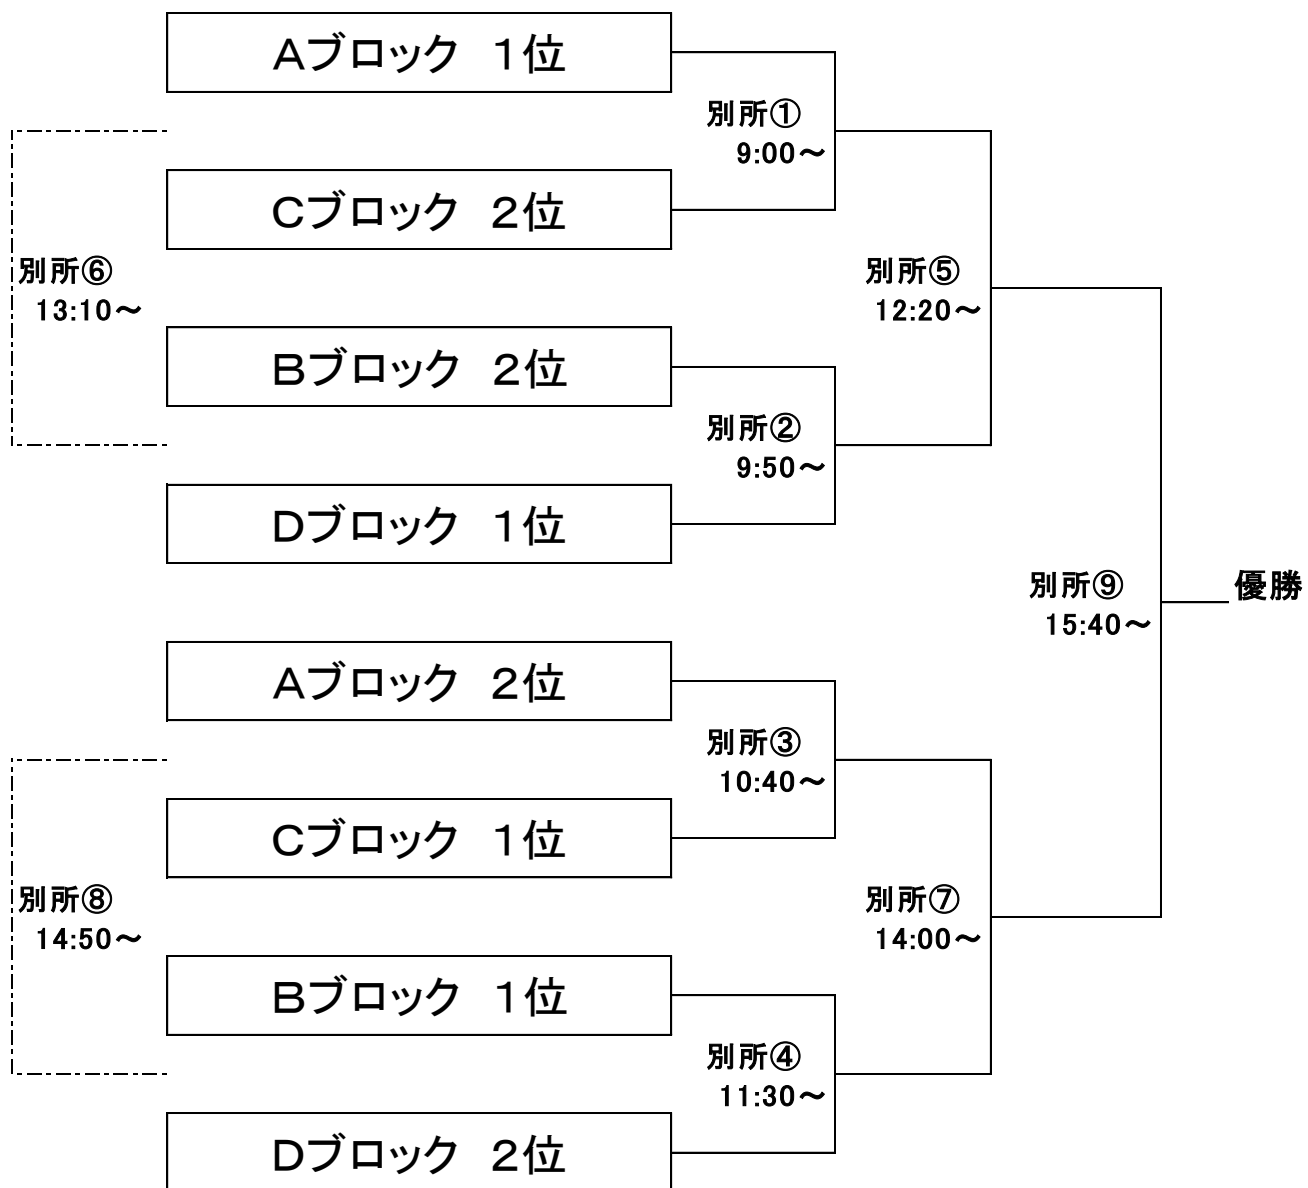 Aブロック　1位
別所①
9:00～
Cブロック　2位
別所⑥
13:10～
別所⑤
12:20～
Bブロック　2位
別所②
9:50～
Dブロック　1位
別所⑨
15:40～
優勝
Aブロック　2位
別所③
10:40～
Cブロック　1位
別所⑧
14:50～
別所⑦
14:00～
Bブロック　1位
別所④
11:30～
Dブロック　2位